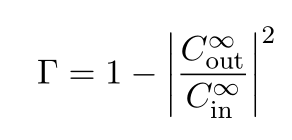 Γ = 1 − |C_out^∞ / C_in^∞|^2